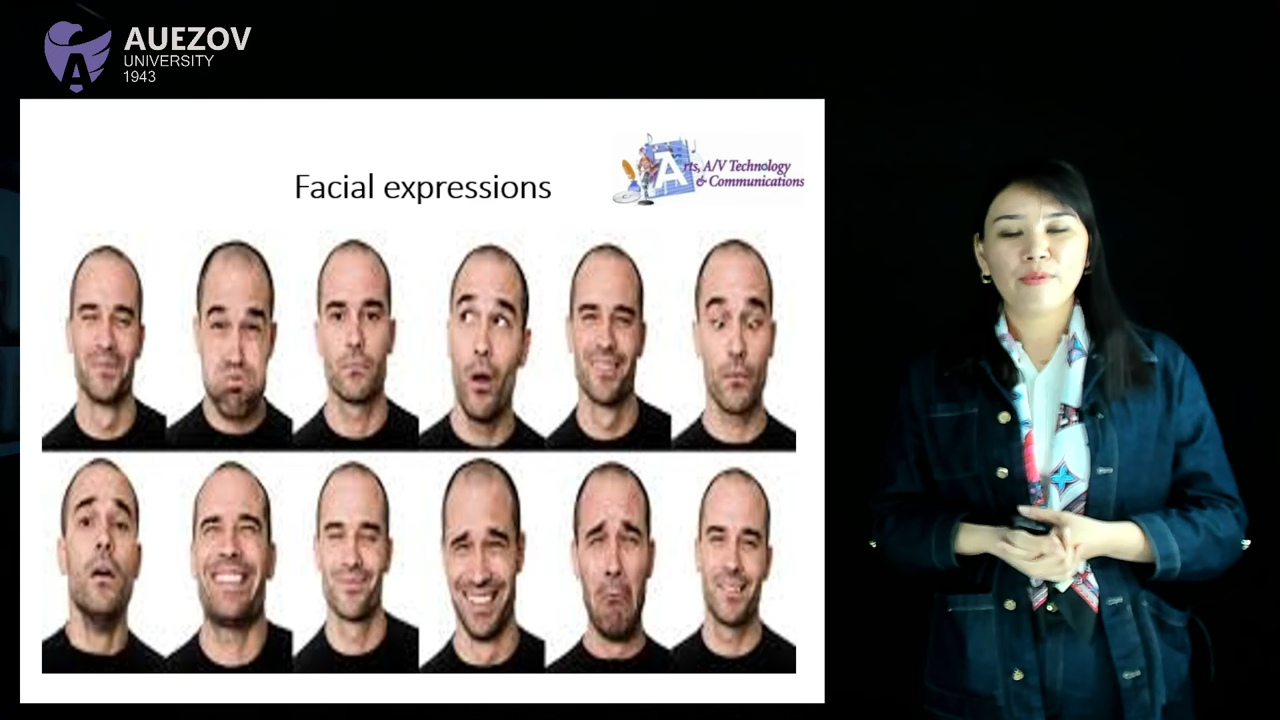 AUEZOV
UNIVERSITY
1943
Facial expressions
Arts, A/V Technology
& Communications